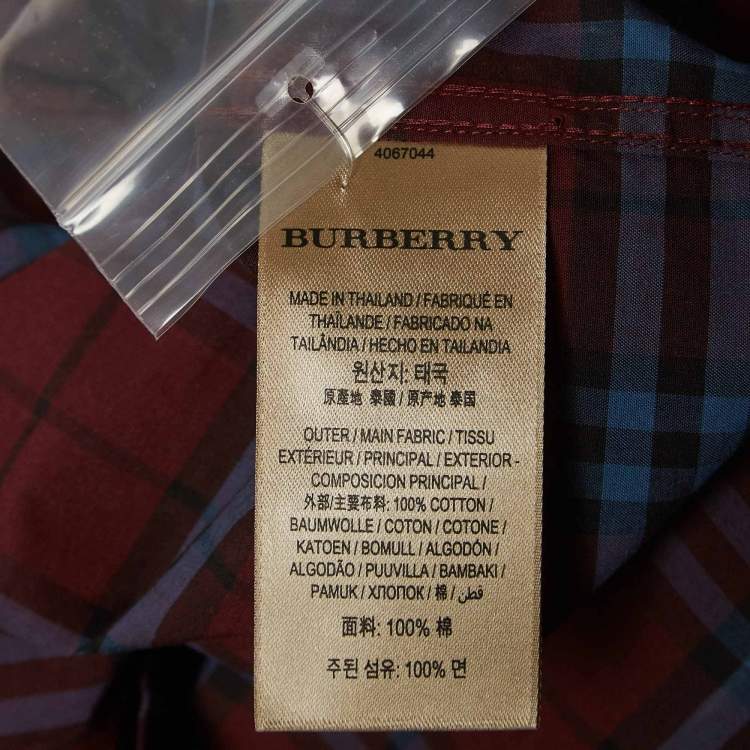 4067044
BURBERRY
MADE IN THAILAND / FABRIQUÉ EN
THAÏLANDE / FABRICADO NA
TAILÂNDIA / HECHO EN TAILANDIA
원산지: 태국
原產地 泰國 / 原产地 泰国
OUTER / MAIN FABRIC / TISSU
EXTÉRIEUR / PRINCIPAL / EXTERIOR -
COMPOSICION PRINCIPAL /
外部/主要布料: 100% COTTON /
BAUMWOLLE / COTON / COTONE /
KATOEN / BOMULL / ALGODÓN /
ALGODÃO / PUUVILLA / BAMBAKI /
PAMUK / ХЛОПОК / 棉 / قطن /
面料: 100% 棉
주된 섬유: 100% 면